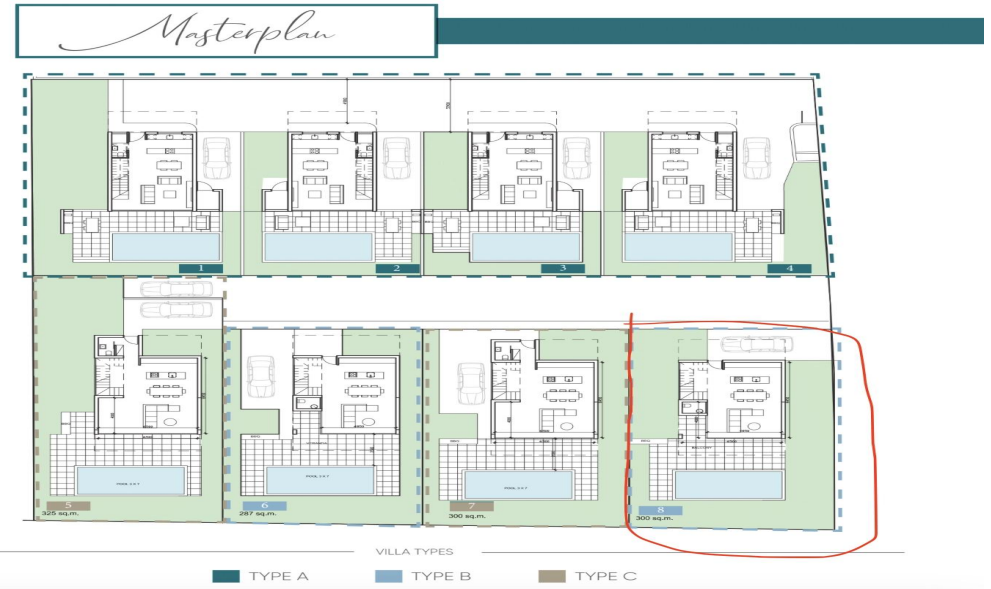 Masterplan
1
2
3
4
5
325 sq.m.
6
287 sq.m.
7
300 sq.m.
8
300 sq.m.
VILLA TYPES
TYPE A
TYPE B
TYPE C